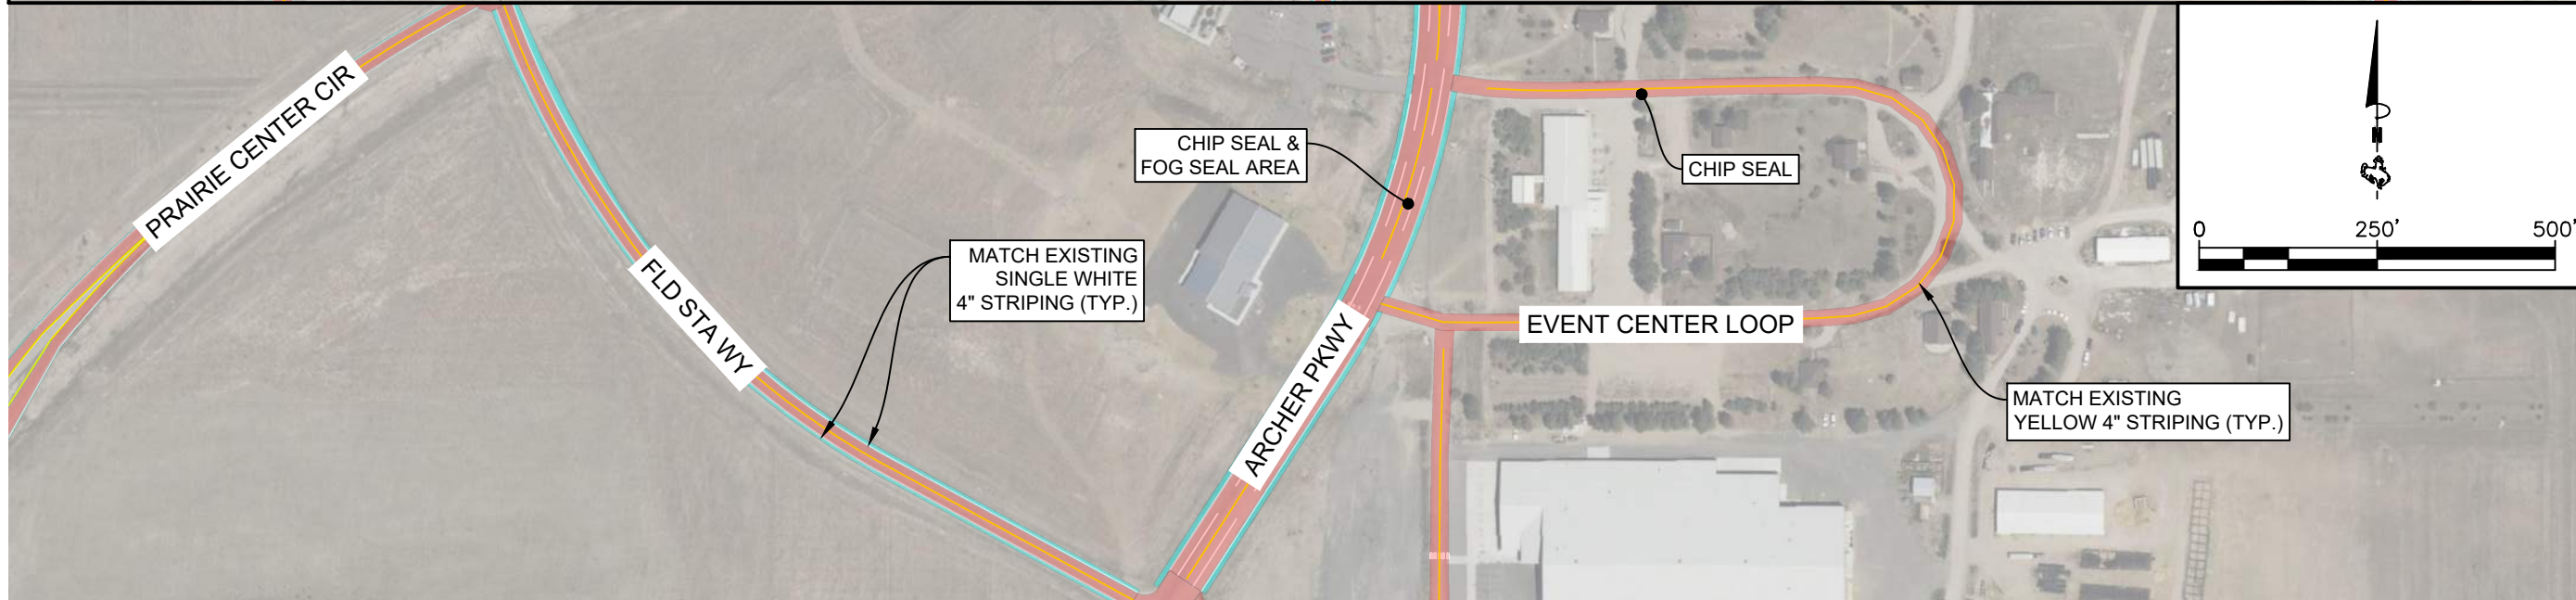 PRAIRIE CENTER CIR
FLD STA WY
MATCH EXISTING
SINGLE WHITE
4" STRIPING (TYP.)
CHIP SEAL &
FOG SEAL AREA
ARCHER PKWY
CHIP SEAL
EVENT CENTER LOOP
MATCH EXISTING
YELLOW 4" STRIPING (TYP.)
N
0 250' 500'